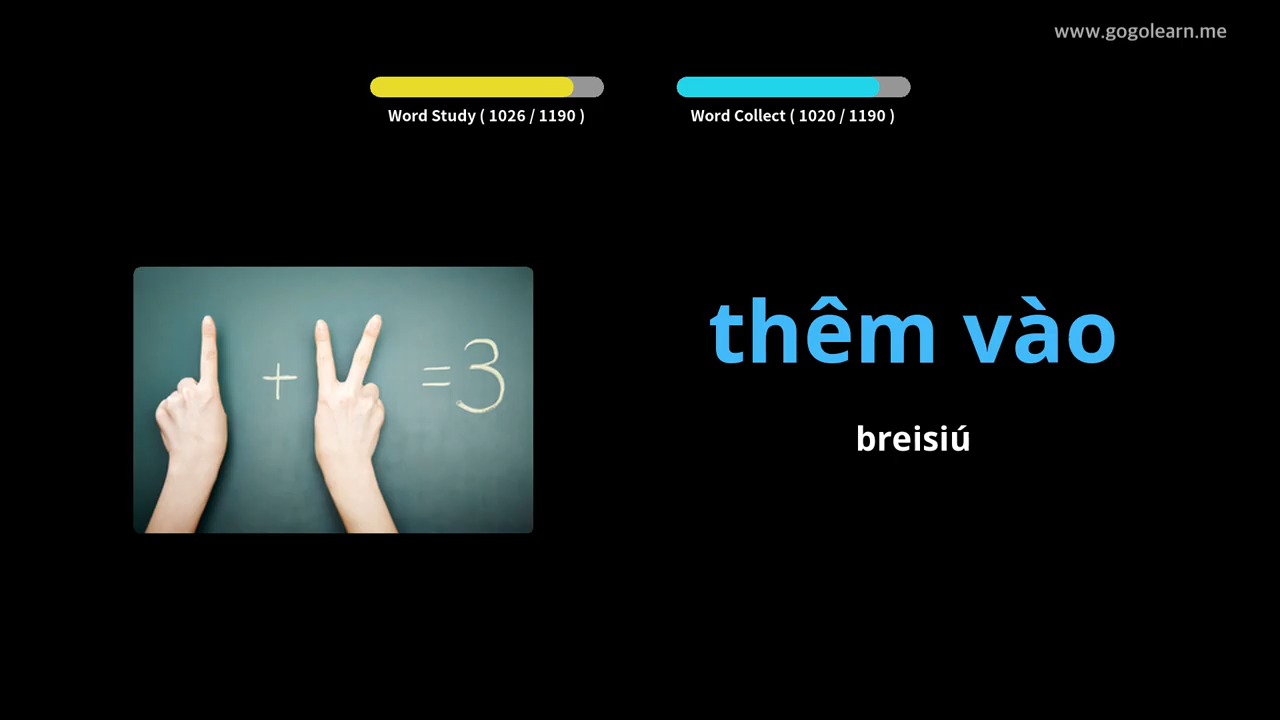 www.gogolearn.me
Word Study ( 1026 / 1190 )
Word Collect ( 1020 / 1190 )
+ = 3
thêm vào
breisiú